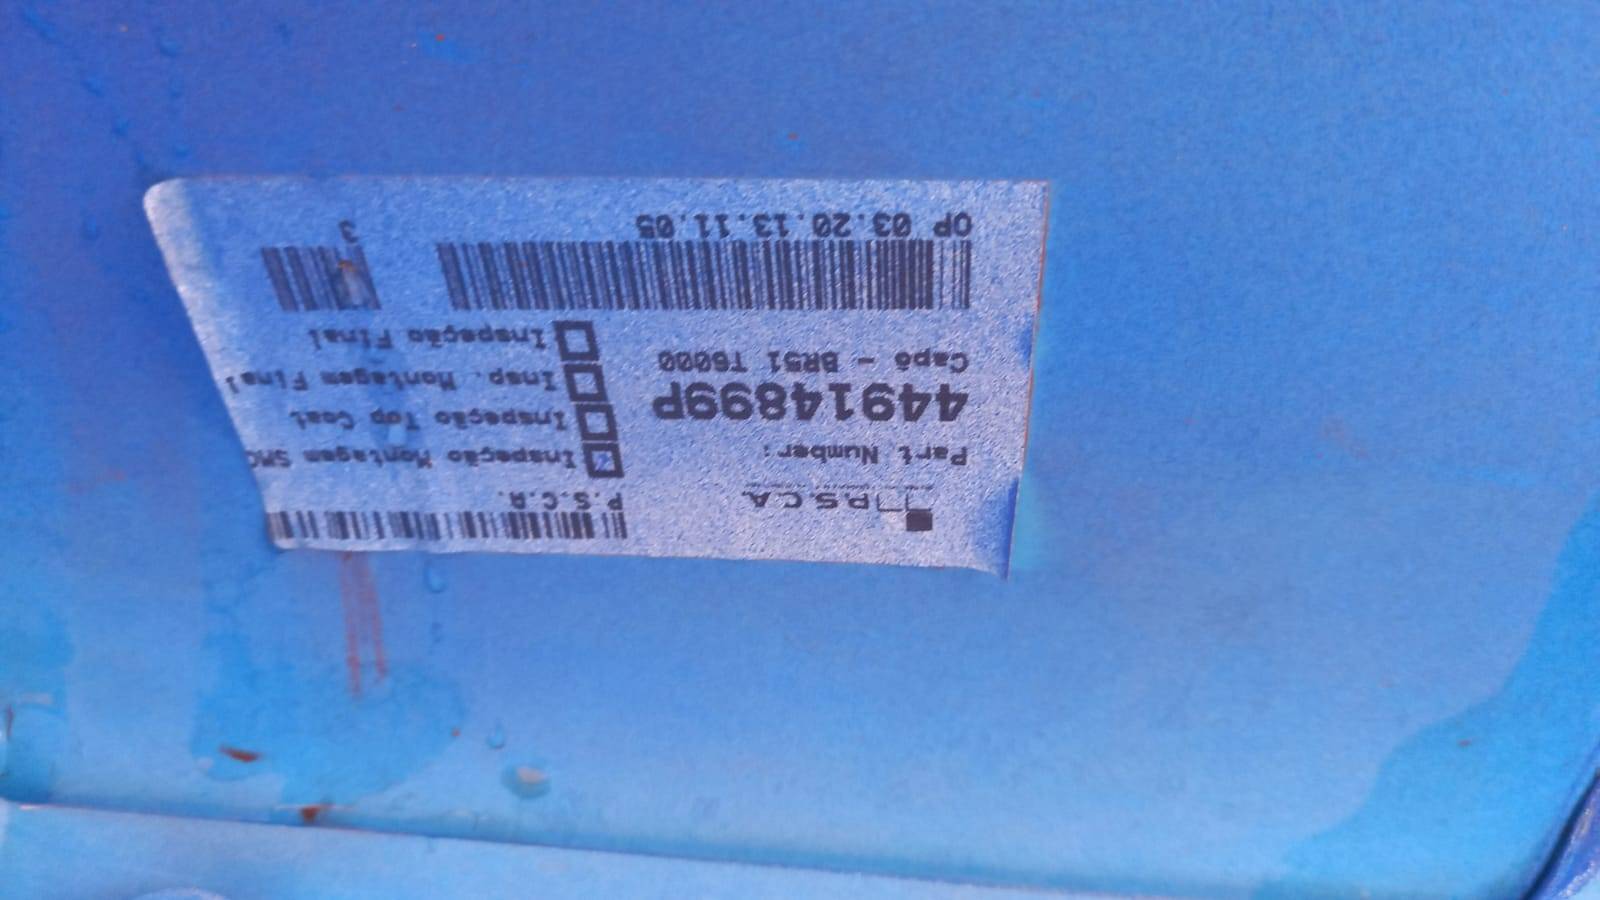 P.S.C.A.
Part Number:
44914899P
Capô - BR51 T6000
P.S.C.A.
Inspeção Montagem SMC
Inspeção Top Coat
Insp. Montagem Final
Inspeção Final
OP 03.20.13.11.05
3